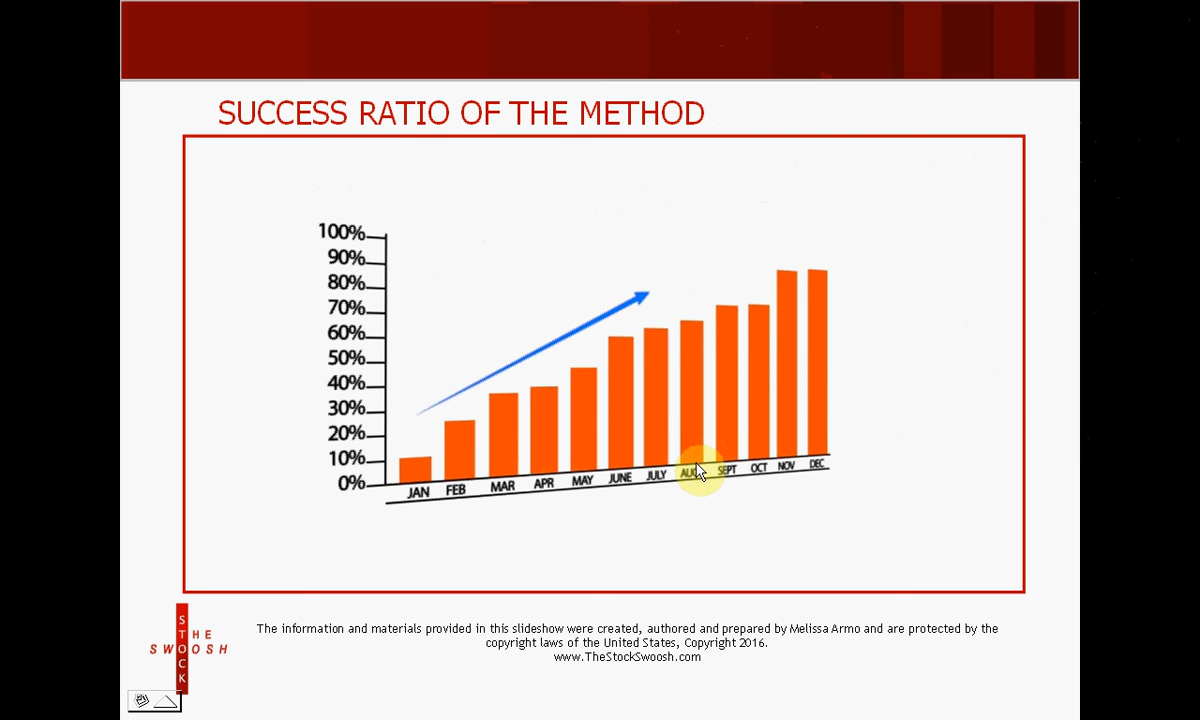 SUCCESS RATIO OF THE METHOD
100%
90%
80%
70%
60%
50%
40%
30%
20%
10%
0%
JAN FEB MAR APR MAY JUNE JULY AUG SEPT OCT NOV DEC
THE
SWOOSH
STOCK
The information and materials provided in this slideshow were created, authored and prepared by Melissa Armo and are protected by the
copyright laws of the United States, Copyright 2016.
www.TheStockSwoosh.com